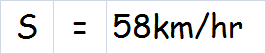 S = 58km/hr